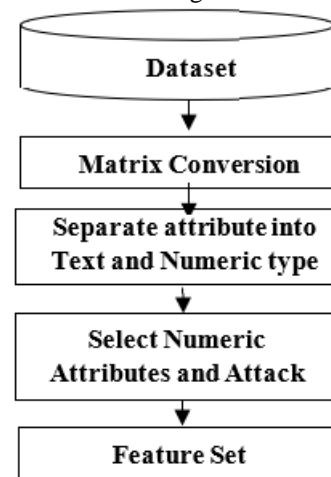 Dataset
Matrix Conversion
Separate attribute into
Text and Numeric type
Select Numeric
Attributes and Attack
Feature Set